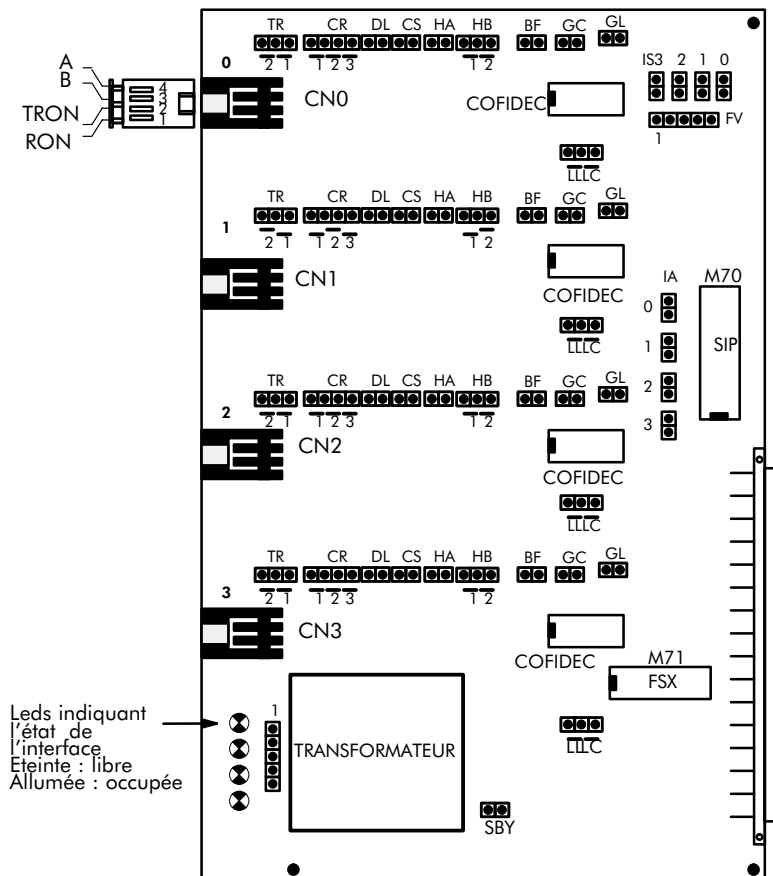 TR CR DL CS HA HB BF GC GL
2 1 1 2 3 1 2
IS3 2 1 0
A
B
TRON
RON
4
3
2
1
0
CN0
COFIDEC
FV
1
LLLC
TR CR DL CS HA HB BF GC GL
2 1 1 2 3 1 2
1
CN1
COFIDEC
LLLC
IA
0
1
2
3
M70
SIP
TR CR DL CS HA HB BF GC GL
2 1 1 2 3 1 2
2
CN2
COFIDEC
LLLC
TR CR DL CS HA HB BF GC GL
2 1 1 2 3 1 2
3
CN3
COFIDEC
M71
FSX
LLLC
Leds indiquant
l'état de
l'interface
Eteinte : libre
Allumée : occupée
1
TRANSFORMATEUR
SBY